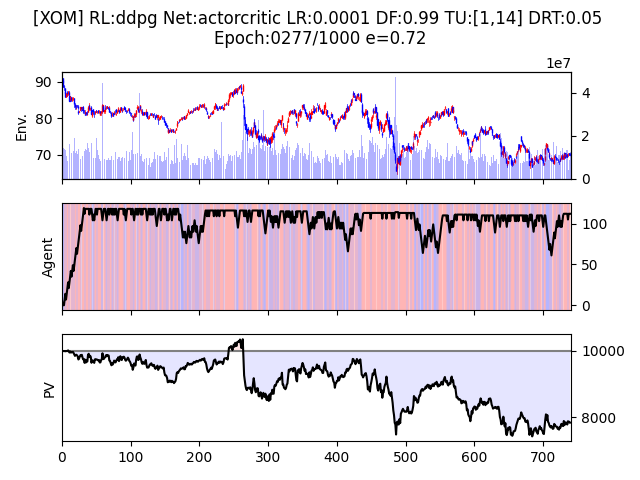 [XOM] RL:ddpg Net:actorcritic LR:0.0001 DF:0.99 TU:[1,14] DRT:0.05
Epoch:0277/1000 e=0.72
1e7
Env.
90
80
70
4
2
0
Agent
100
50
0
PV
10000
8000
0 100 200 300 400 500 600 700